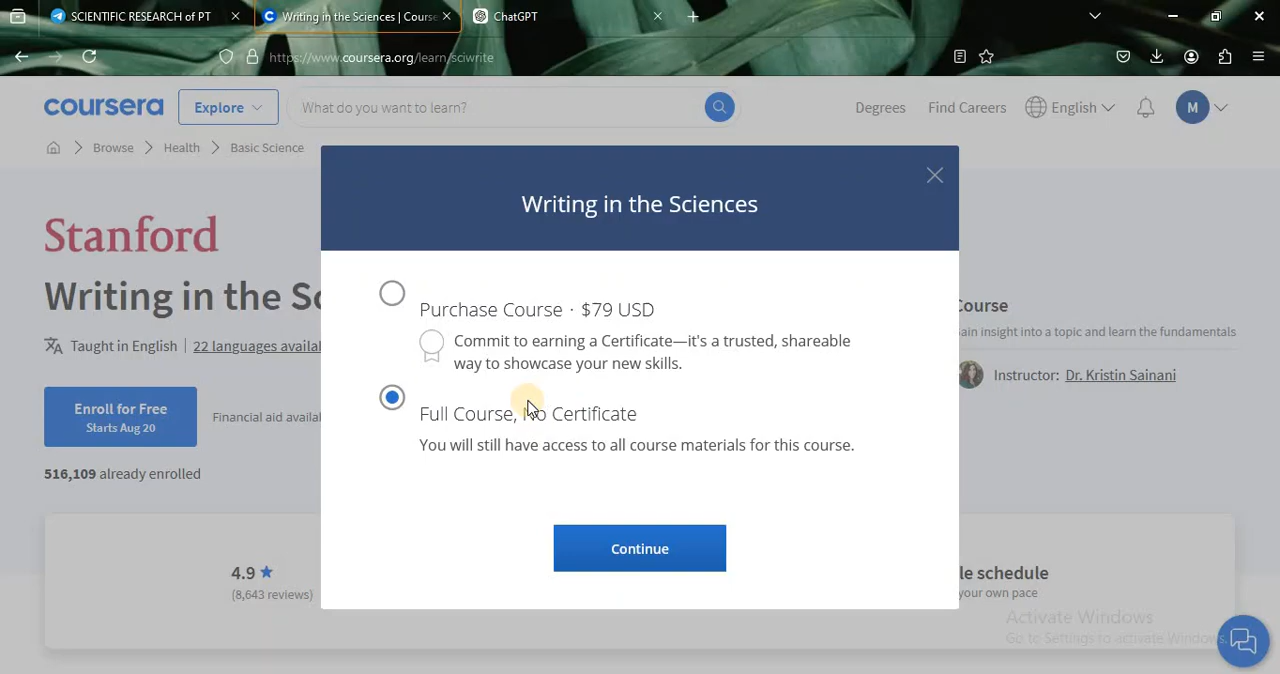 SCIENTIFIC RESEARCH of PT
Writing in the Sciences | Course
ChatGPT
https://www.coursera.org/learn/sciwrite
coursera
Explore
What do you want to learn?
Degrees
Find Careers
English
M
Browse
Health
Basic Science
Stanford
Writing in the Sc
Taught in English
22 languages availal
Enroll for Free
Starts Aug 20
Financial aid availal
516,109 already enrolled
Writing in the Sciences
Purchase Course · $79 USD
Commit to earning a Certificate—it's a trusted, shareable
way to showcase your new skills.
Full Course, No Certificate
You will still have access to all course materials for this course.
Continue
Course
ain insight into a topic and learn the fundamentals
Instructor: Dr. Kristin Sainani
4.9
(8,643 reviews)
le schedule
your own pace
Activate Windows
Go to Settings to activate Windows.